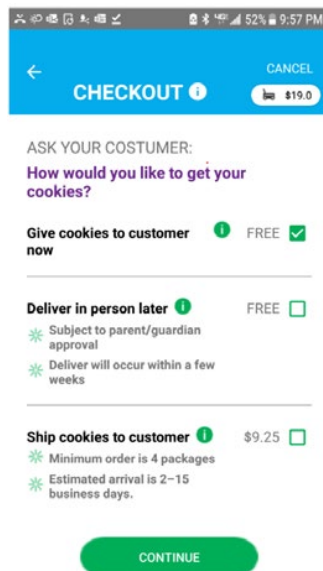 52% 9:57 PM
CANCEL
CHECKOUT i
$19.0
ASK YOUR COSTUMER:
How would you like to get your
cookies?
Give cookies to customer i FREE
now
Deliver in person later i FREE
Subject to parent/guardian
approval
Deliver will occur within a few
weeks
Ship cookies to customer i $9.25
Minimum order is 4 packages
Estimated arrival is 2–15
business days.
CONTINUE